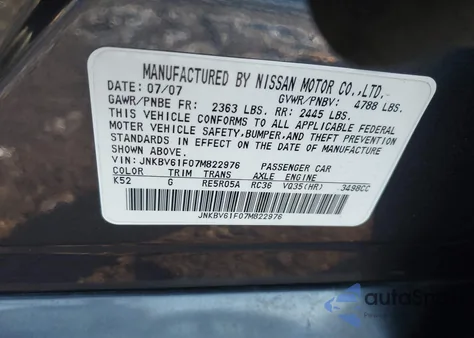 MANUFACTURED BY NISSAN MOTOR CO.,LTD.
DATE: 07/07 GVWR/PNBV: 4788 LBS.
GAWR/PNBE FR: 2363 LBS. RR: 2445 LBS.
THIS VEHICLE CONFORMS TO ALL APPLICABLE FEDERAL
MOTOR VEHICLE SAFETY, BUMPER, AND THEFT PREVENTION
STANDARDS IN EFFECT ON THE DATE OF MANUFACTURE
SHOWN ABOVE.
VIN: JNKBV61F07M822976 PASSENGER CAR
COLOR TRIM TRANS AXLE ENGINE
K52 G RE5R05A RC36 VQ35(HR) 3498CC
JNKBV61F07M822976